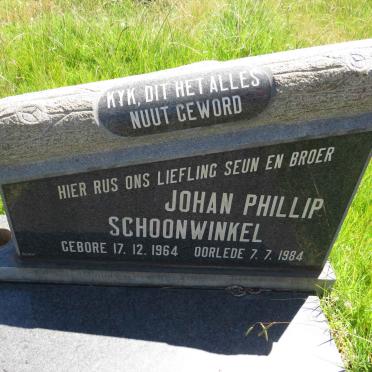 KYK, DIT HET ALLES
NUUT GEWORD
HIER RUS ONS LIEFLING SEUN EN BROER
JOHAN PHILLIP
SCHOONWINKEL
GEBORE 17. 12. 1964 OORLEDE 7. 7. 1984